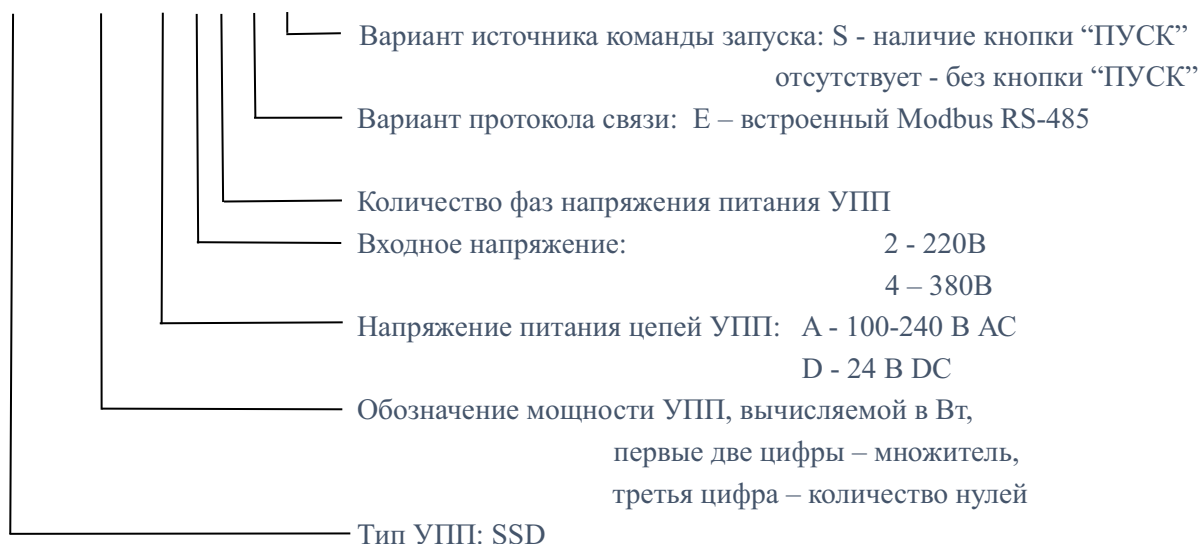 Вариант источника команды запуска: S - наличие кнопки “ПУСК”
отсутствует - без кнопки “ПУСК”
Вариант протокола связи: E – встроенный Modbus RS-485
Количество фаз напряжения питания УПП
Входное напряжение: 2 - 220В
4 – 380В
Напряжение питания цепей УПП: A - 100-240 В AC
D - 24 В DC
Обозначение мощности УПП, вычисляемой в Вт,
первые две цифры – множитель,
третья цифра – количество нулей
Тип УПП: SSD